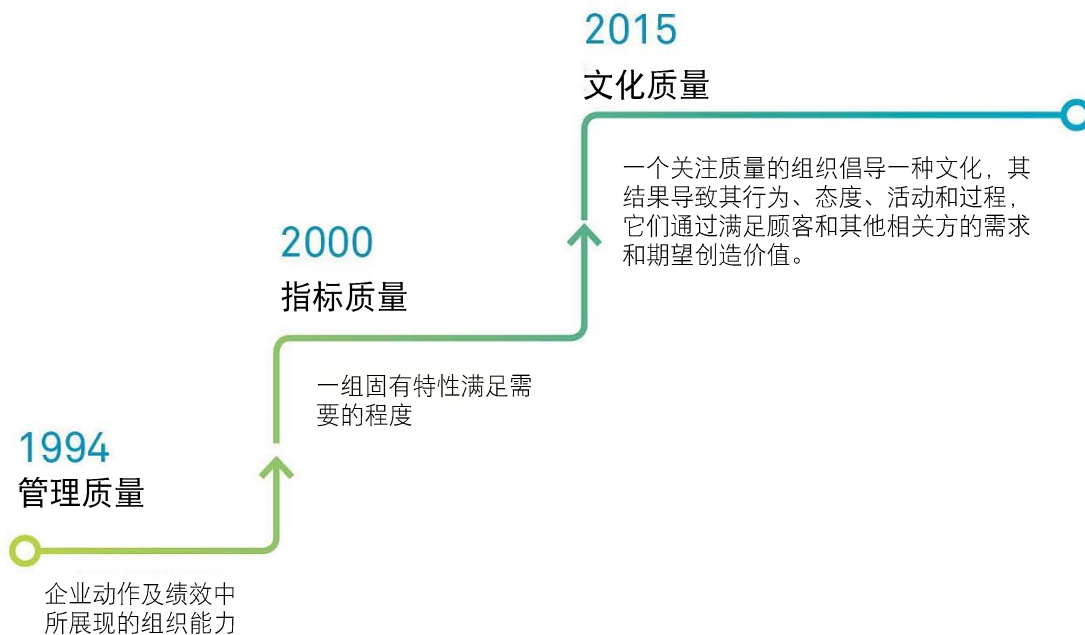 2015
文化质量
一个关注质量的组织倡导一种文化，其
结果导致其行为、态度、活动和过程，
它们通过满足顾客和其他相关方的需求
和期望创造价值。
2000
指标质量
一组固有特性满足需
要的程度
1994
管理质量
企业动作及绩效中
所展现的组织能力